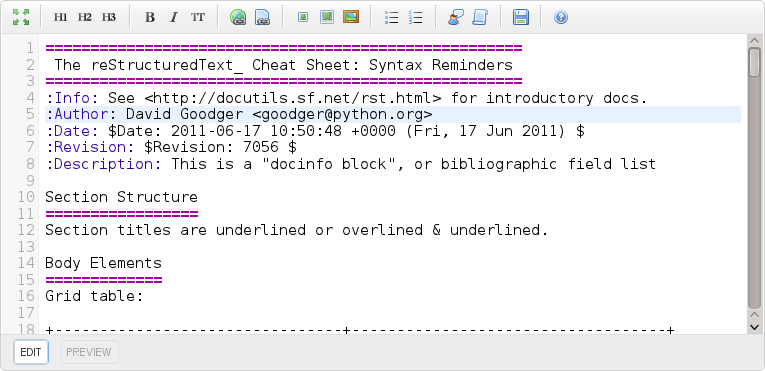 H1 H2 H3 B I TT
1 =====================================================
2  The reStructuredText_ Cheat Sheet: Syntax Reminders
3 =====================================================
4 :Info: See <http://docutils.sf.net/rst.html> for introductory docs.
5 :Author: David Goodger <goodger@python.org>
6 :Date: $Date: 2011-06-17 10:50:48 +0000 (Fri, 17 Jun 2011) $
7 :Revision: $Revision: 7056 $
8 :Description: This is a "docinfo block", or bibliographic field list
9
10 Section Structure
11 =================
12 Section titles are underlined or overlined & underlined.
13
14 Body Elements
15 =============
16 Grid table:
17
18 +--------------------------------+-----------------------------------+
EDIT PREVIEW